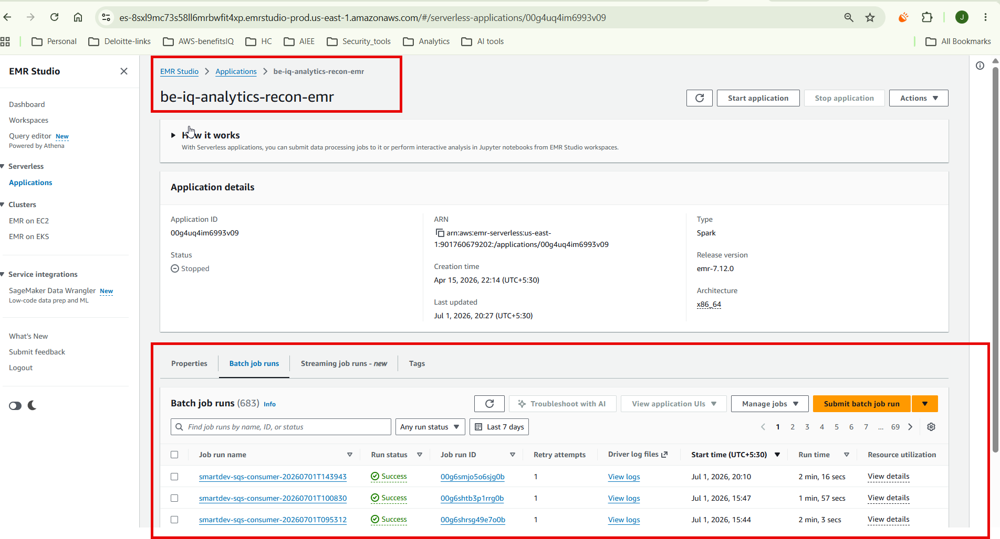 es-8sxl9mc73s58ll6mrbwfit4xp.emrstudio-prod.us-east-1.amazonaws.com/#/serverless-applications/00g4uq4im6993v09
J
Personal Deloitte-links AWS-benefitsIQ HC AIEE Security_tools Analytics AI tools All Bookmarks
EMR Studio
Dashboard
Workspaces
Query editor New
Powered by Athena
Serverless
Applications
Clusters
EMR on EC2
EMR on EKS
Service integrations
SageMaker Data Wrangler New
Low-code data prep and ML
What's New
Submit feedback
Logout
EMR Studio Applications be-iq-analytics-recon-emr
be-iq-analytics-recon-emr
Start application Stop application Actions
How it works
With Serverless applications, you can submit data processing jobs to it or perform interactive analysis in Jupyter notebooks from EMR Studio workspaces.
Application details
Application ID
00g4uq4im6993v09
Status
Stopped
ARN
arn:aws:emr-serverless:us-east-
1:901760679202:/applications/00g4uq4im6993v09
Creation time
Apr 15, 2026, 22:14 (UTC+5:30)
Last updated
Jul 1, 2026, 20:27 (UTC+5:30)
Type
Spark
Release version
emr-7.12.0
Architecture
x86_64
Properties Batch job runs Streaming job runs - new Tags
Batch job runs (683) Info
Troubleshoot with AI View application UIs Manage jobs Submit batch job run
Find job runs by name, ID, or status Any run status Last 7 days
1 2 3 4 5 6 7 ... 69
Job run name Run status Job run ID Retry attempts Driver log files Start time (UTC+5:30) Run time Resource utilization
smartdev-sqs-consumer-20260701T143943 Success 00g6smjo5o6sjg0b 1 View logs Jul 1, 2026, 20:10 2 min, 16 secs View details
smartdev-sqs-consumer-20260701T100830 Success 00g6shtb3p1rrg0b 1 View logs Jul 1, 2026, 15:47 1 min, 57 secs View details
smartdev-sqs-consumer-20260701T095312 Success 00g6shrsg49e7o0b 1 View logs Jul 1, 2026, 15:44 2 min, 3 secs View details